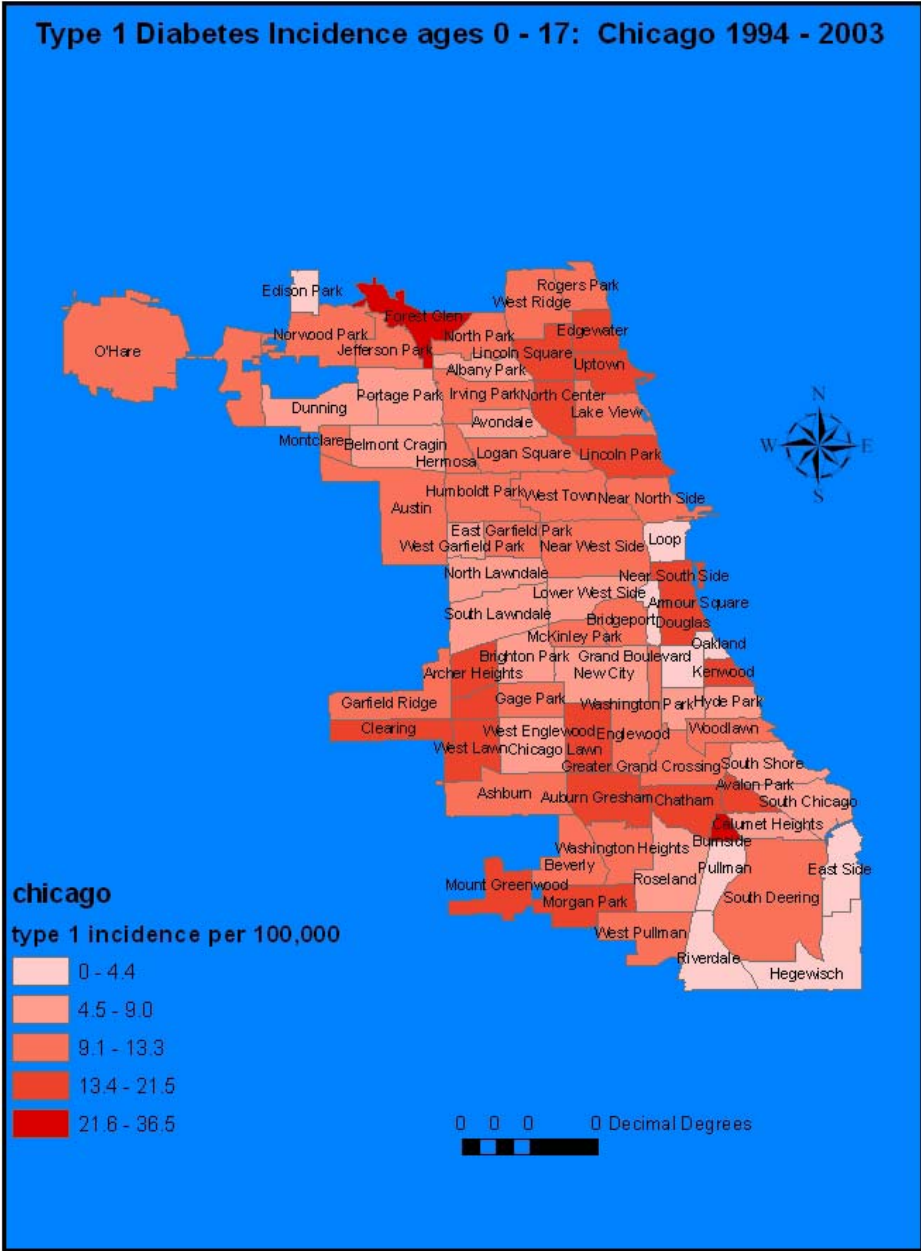 Type 1 Diabetes Incidence ages 0 - 17: Chicago 1994 - 2003
Edison Park
Rogers Park
West Ridge
Forest Glen
Norwood Park
North Park
Edgewater
O'Hare
Jefferson Park
Lincoln Square
Uptown
Albany Park
Portage Park
Irving Park
North Center
Dunning
Lake View
Avondale
Montclare
Belmont Cragin
Hermosa
Logan Square
Lincoln Park
N
W
E
S
Humboldt Park
West Town
Near North Side
Austin
East Garfield Park
West Garfield Park
Near West Side
Loop
North Lawndale
Near South Side
Lower West Side
Armour Square
South Lawndale
Bridgeport
Douglas
McKinley Park
Oakland
Brighton Park
Grand Boulevard
Archer Heights
New City
Kenwood
Garfield Ridge
Gage Park
Washington Park
Hyde Park
Clearing
West Englewood
Englewood
Woodlawn
West Lawn
Chicago Lawn
Greater Grand Crossing
South Shore
Avalon Park
Ashburn
Auburn Gresham
Chatham
South Chicago
Calumet Heights
Burnside
Washington Heights
Beverly
Pullman
East Side
Mount Greenwood
Roseland
South Deering
Morgan Park
West Pullman
Riverdale
Hegewisch
chicago
type 1 incidence per 100,000
0 - 4.4
4.5 - 9.0
9.1 - 13.3
13.4 - 21.5
21.6 - 36.5
0 0 0 0 Decimal Degrees